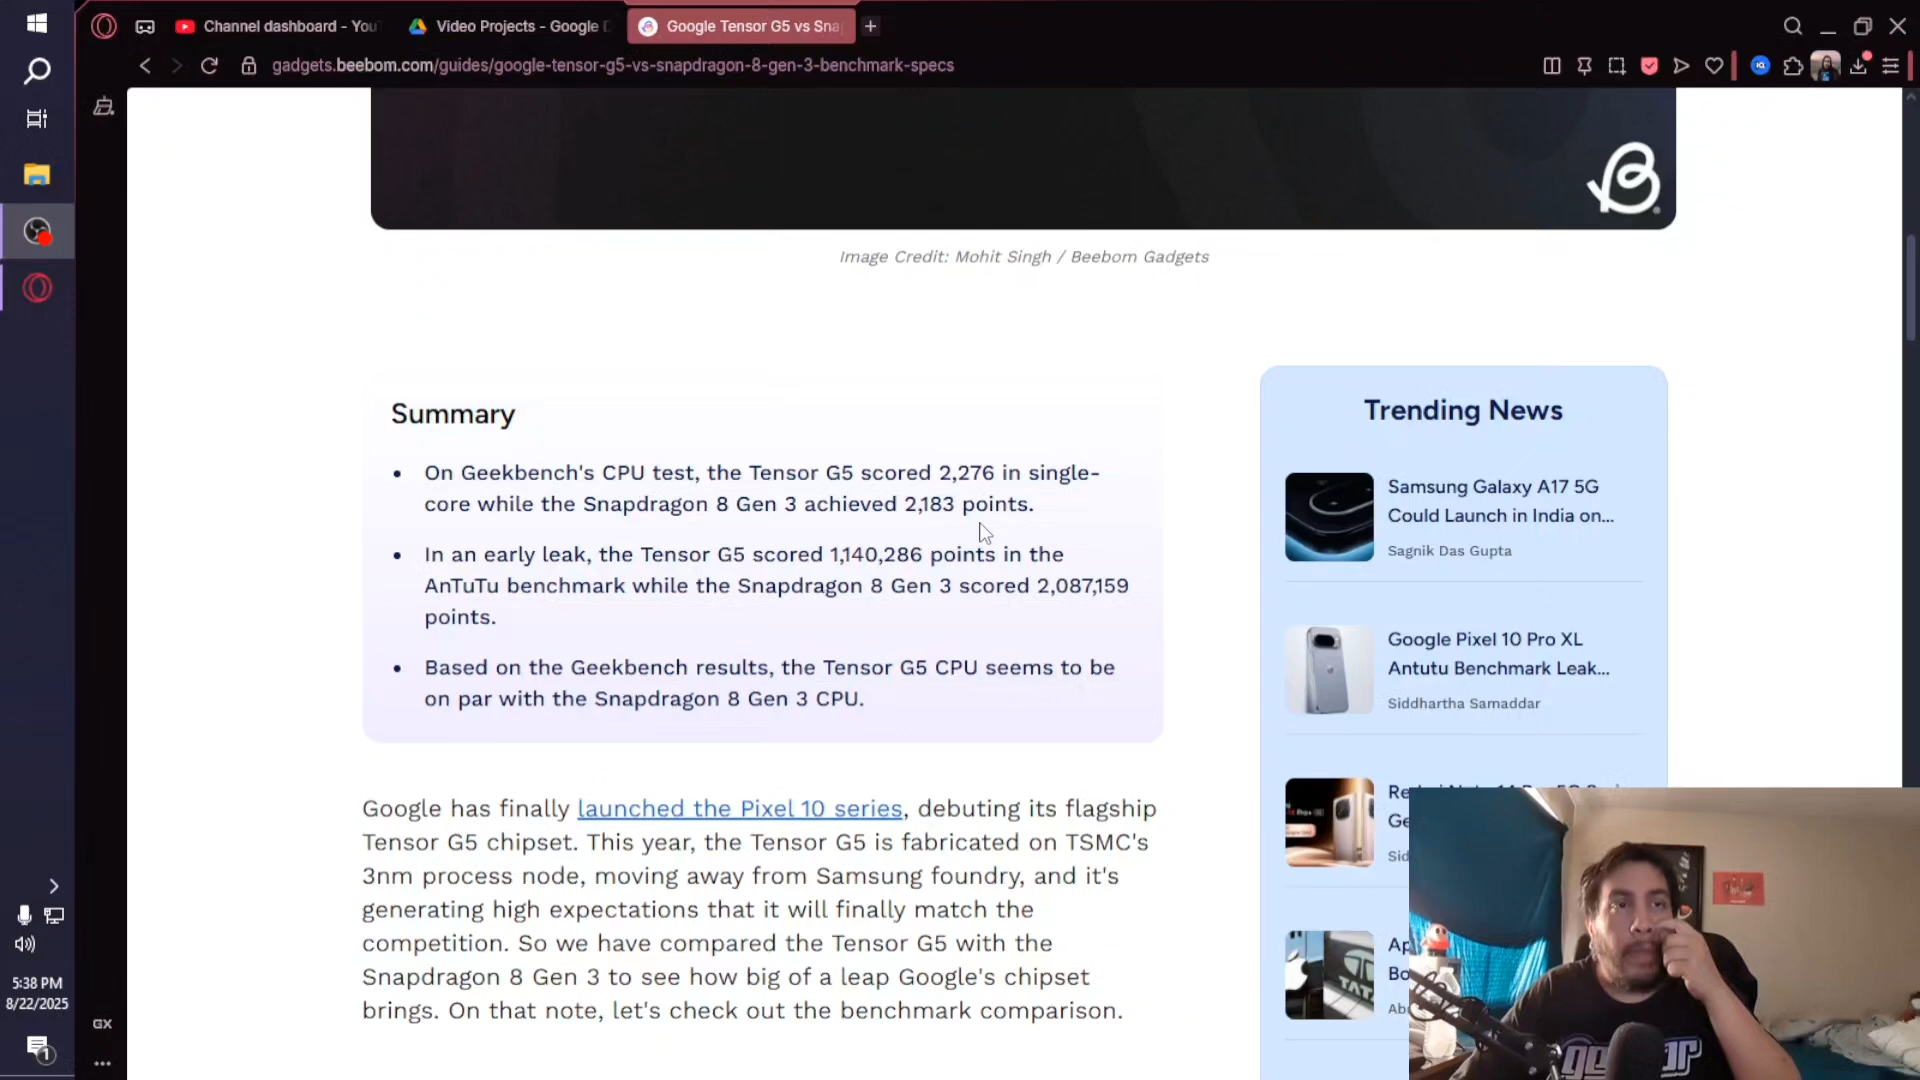 Channel dashboard - You
Video Projects - Google D
Google Tensor G5 vs Sna
gadgets.beebom.com/guides/google-tensor-g5-vs-snapdragon-8-gen-3-benchmark-specs
Image Credit: Mohit Singh / Beebom Gadgets
Summary
• On Geekbench's CPU test, the Tensor G5 scored 2,276 in single-
core while the Snapdragon 8 Gen 3 achieved 2,183 points.
• In an early leak, the Tensor G5 scored 1,140,286 points in the
AnTuTu benchmark while the Snapdragon 8 Gen 3 scored 2,087,159
points.
• Based on the Geekbench results, the Tensor G5 CPU seems to be
on par with the Snapdragon 8 Gen 3 CPU.
Google has finally launched the Pixel 10 series, debuting its flagship
Tensor G5 chipset. This year, the Tensor G5 is fabricated on TSMC's
3nm process node, moving away from Samsung foundry, and it's
generating high expectations that it will finally match the
competition. So we have compared the Tensor G5 with the
Snapdragon 8 Gen 3 to see how big of a leap Google's chipset
brings. On that note, let's check out the benchmark comparison.
Trending News
Samsung Galaxy A17 5G
Could Launch in India on...
Sagnik Das Gupta
Google Pixel 10 Pro XL
Antutu Benchmark Leak...
Siddhartha Samaddar
Re
Ge
Sid
Ap
Bo
Ab
TATA
5:38 PM
8/22/2025
1
GX